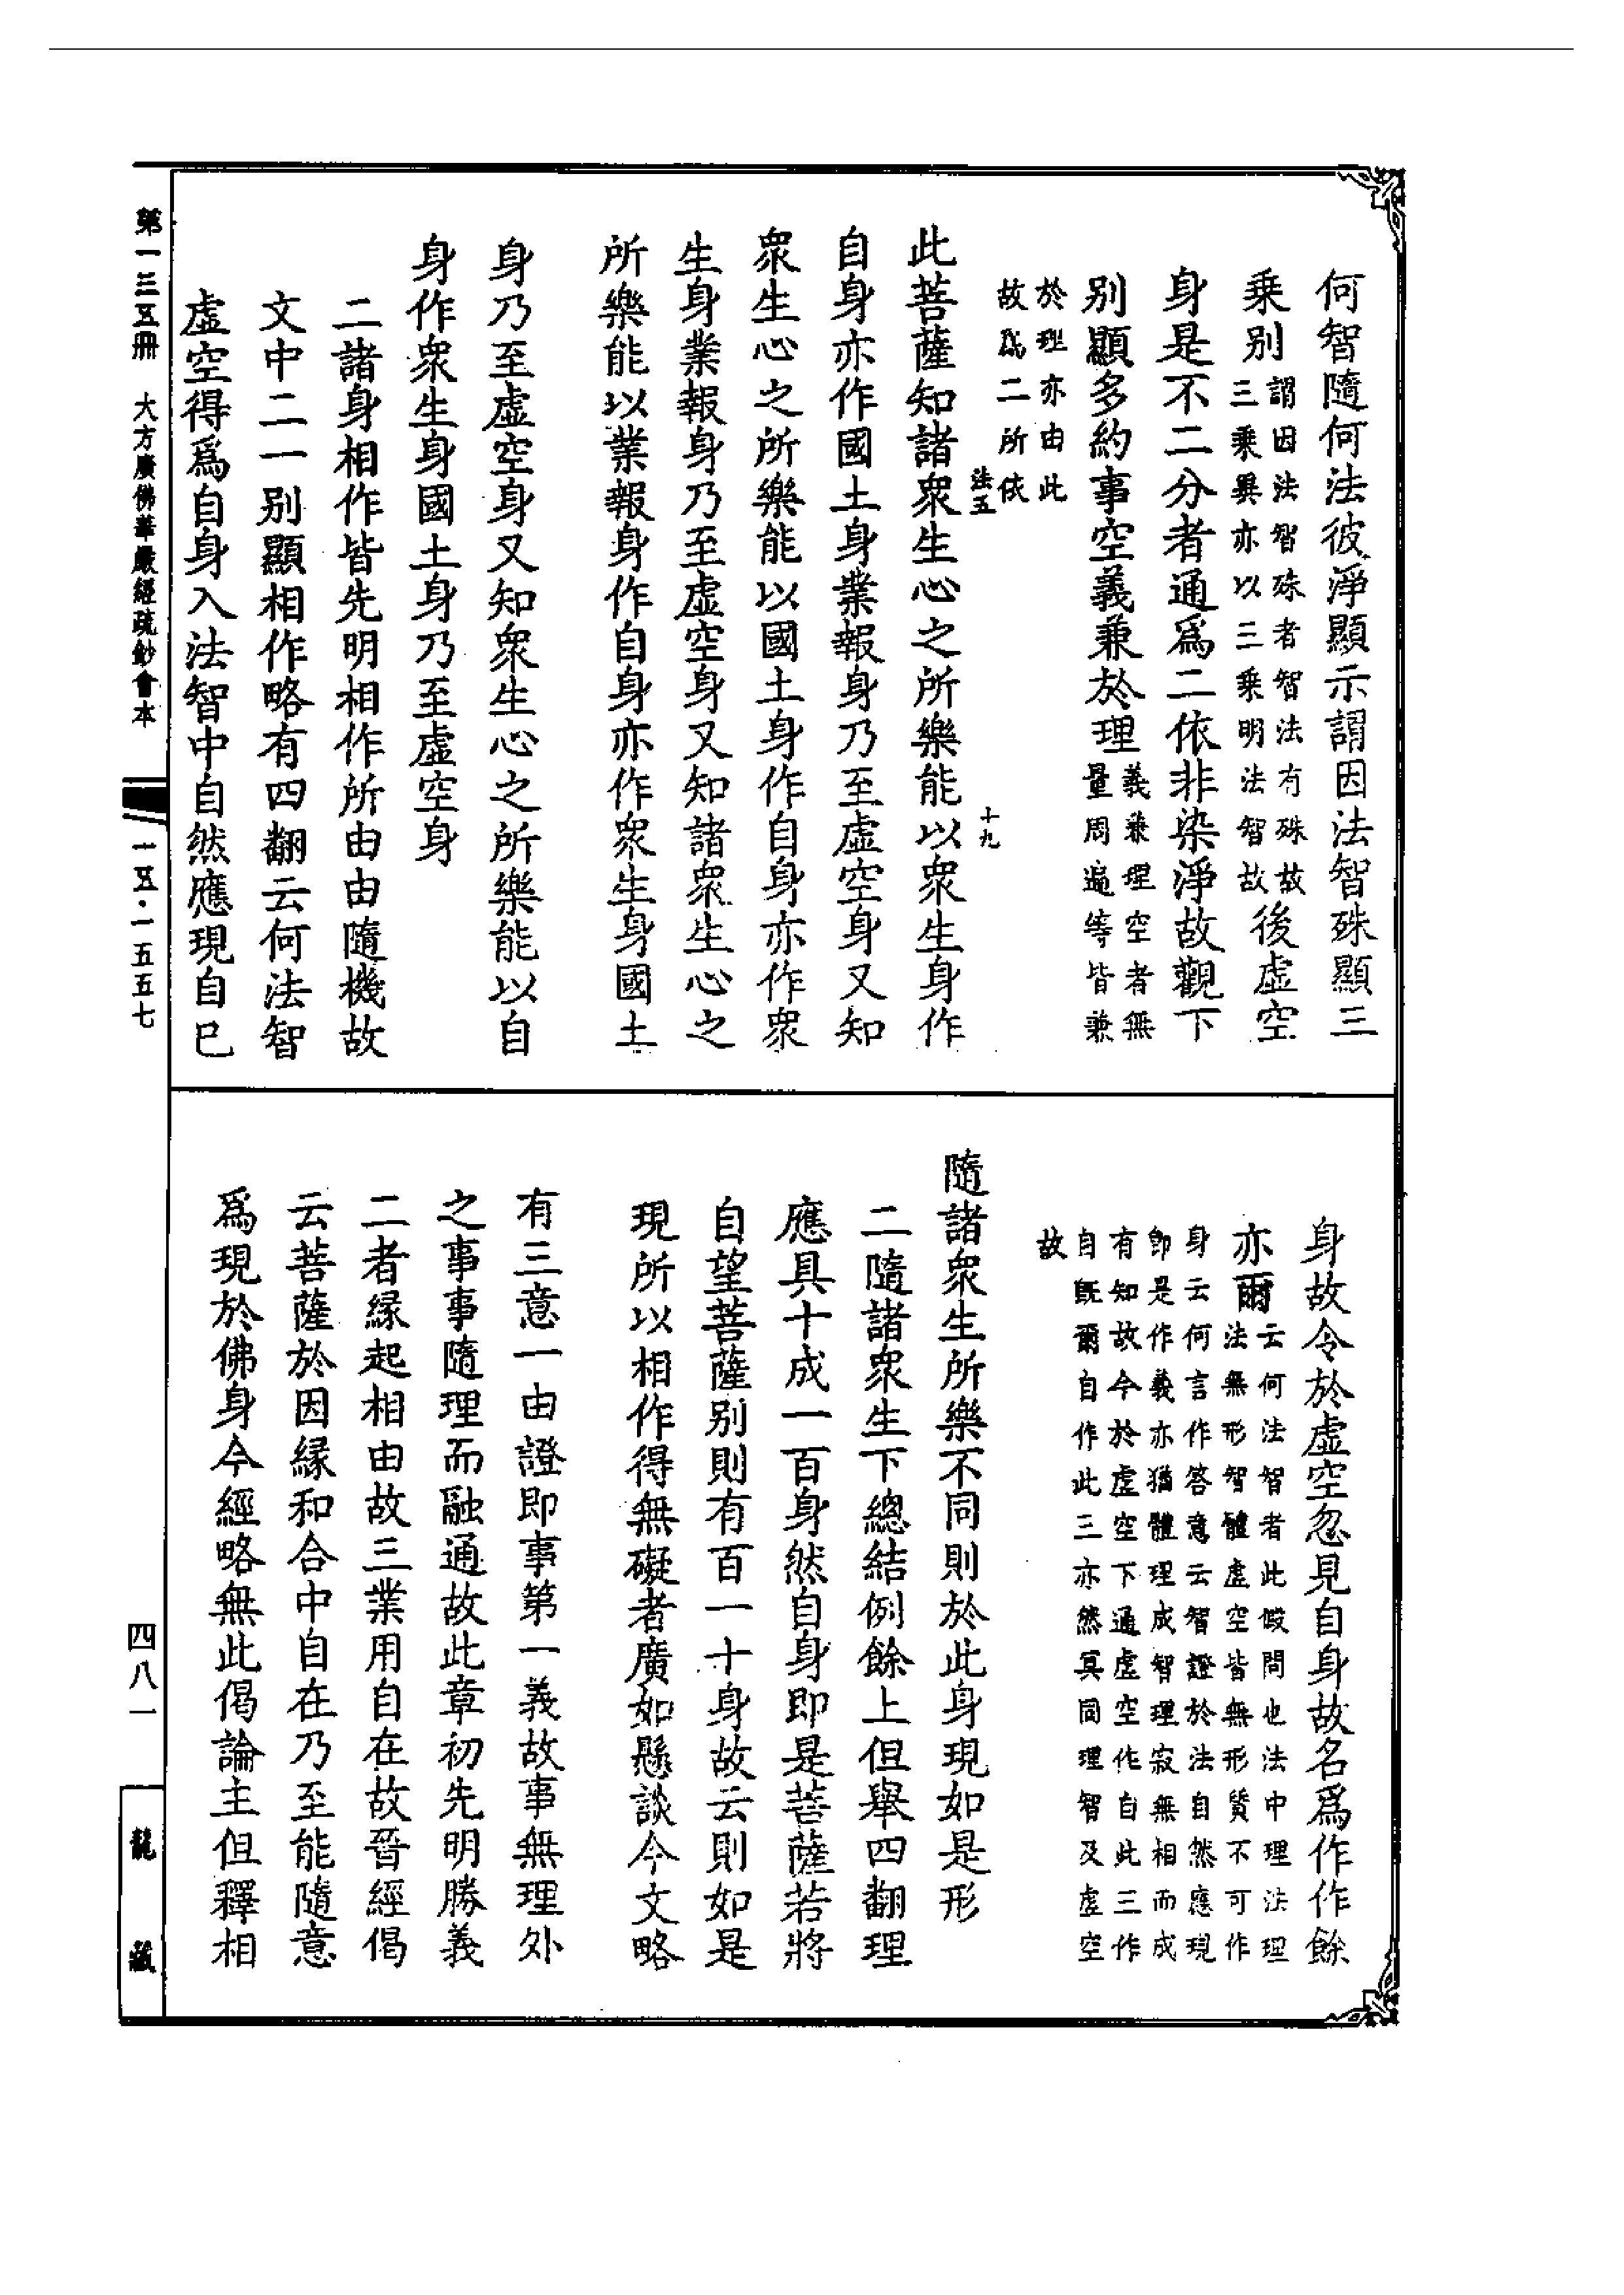 何智隨何法彼淨顯示謂因法智殊顯三
乘別謂因法智殊者智法有殊故
三乘異亦以三乘明法智故後虛空
身是不二分者通爲二依非染淨故觀下
別顯多約事空義兼於理義兼理空者無
量周遍等皆兼
於理亦由此
故爲二所依
法五
十九
此菩薩知諸衆生心之所樂能以衆生身作
自身亦作國土身業報身乃至虛空身又知
衆生心之所樂能以國土身作自身亦作衆
生身業報身乃至虛空身又知諸衆生心之
所樂能以業報身作自身亦作衆生身國土
身乃至虛空身又知衆生心之所樂能以自
身作衆生身國土身乃至虛空身
二諸身相作皆先明相作所由由隨機故
文中二一別顯相作略有四翻云何法智
虛空得爲自身入法智中自然應現自已
身故令於虛空忽見自身故名爲作作餘
亦爾云何法智者此假問也法中理法理
法無形智體虛空皆無形質不可作
身云何言作答意云智證於法自然應現
即是作義亦猶體理成智理寂無相而成
有知故今於虛空下通虛空作自此三作
自旣爾自作此三亦然冥同理智及虛空
故
隨諸衆生所樂不同則於此身現如是形
二隨諸衆生下總結例餘上但舉四翻理
應具十成一百身然自身即是菩薩若將
自望菩薩別則有百一十身故云則如是
現所以相作得無礙者廣如懸談今文略
有三意一由證即事第一義故事無理外
之事事隨理而融通故此章初先明勝義
二者緣起相由故三業用自在故晉經偈
云菩薩於因緣和合中自在乃至能隨意
爲現於佛身今經略無此偈論主但釋相
第一三五冊　大方廣佛華嚴經疏鈔會本
一五·一五五七
四八一
龍藏